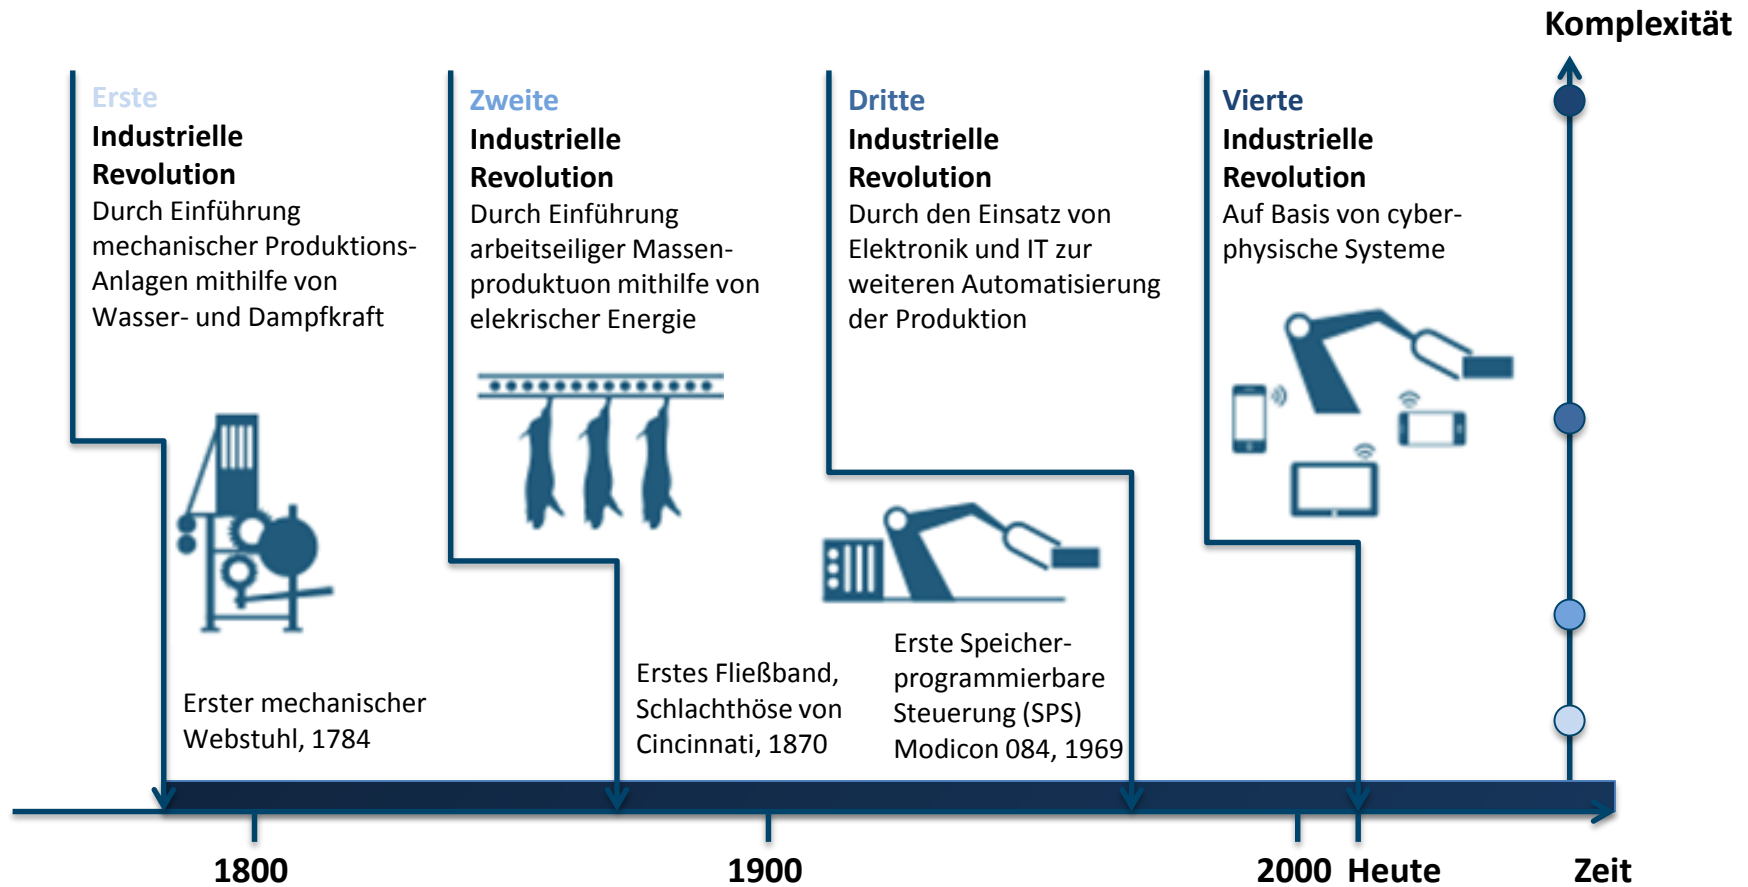 Komplexität
Erste
Industrielle
Revolution
Durch Einführung
mechanischer Produktions-
Anlagen mithilfe von
Wasser- und Dampfkraft
Zweite
Industrielle
Revolution
Durch Einführung
arbeitseiliger Massen-
produktuon mithilfe von
elekrischer Energie
Dritte
Industrielle
Revolution
Durch den Einsatz von
Elektronik und IT zur
weiteren Automatisierung
der Produktion
Vierte
Industrielle
Revolution
Auf Basis von cyber-
physische Systeme
Erster mechanischer
Webstuhl, 1784
Erstes Fließband,
Schlachthöse von
Cincinnati, 1870
Erste Speicher-
programmierbare
Steuerung (SPS)
Modicon 084, 1969
1800
1900
2000
Heute
Zeit